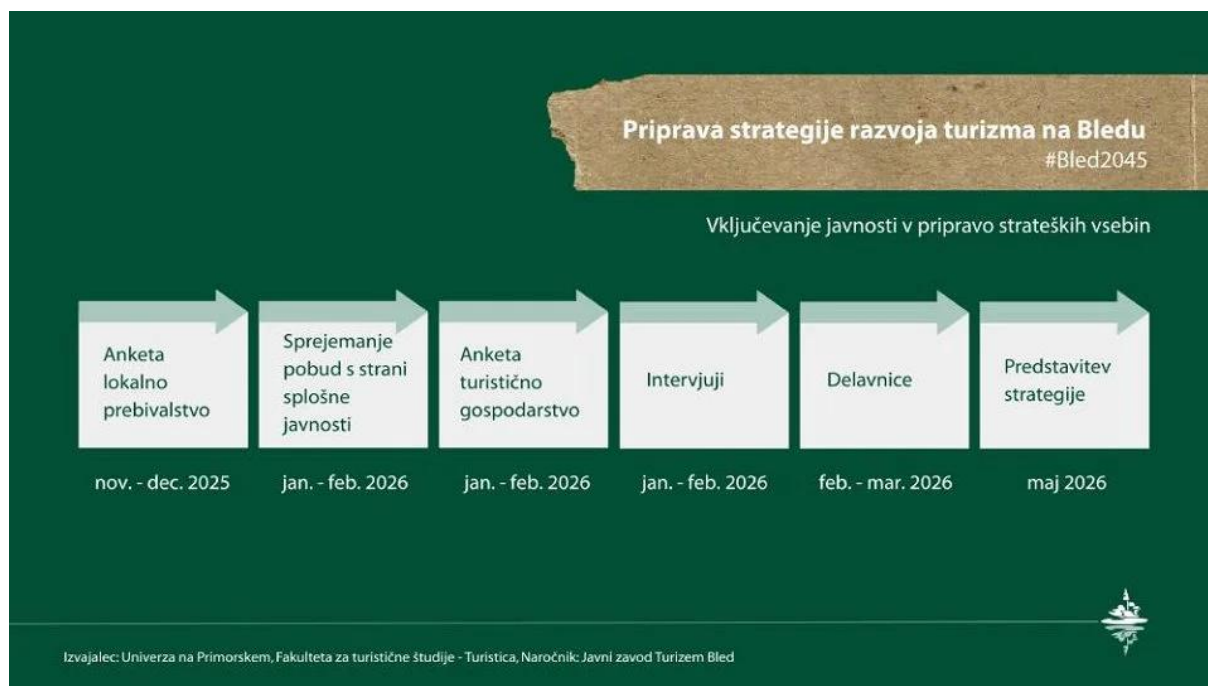 Priprava strategije razvoja turizma na Bledu
#Bled2045
Vključevanje javnosti v pripravo strateških vsebin
Anketa
lokalno
prebivalstvo
nov. - dec. 2025
Sprejemanje
pobud s strani
splošne
javnosti
jan. - feb. 2026
Anketa
turistično
gospodarstvo
jan. - feb. 2026
Intervjuji
jan. - feb. 2026
Delavnice
feb. - mar. 2026
Predstavitev
strategije
maj 2026
Izvajalec: Univerza na Primorskem, Fakulteta za turistične študije - Turistica, Naročnik: Javni zavod Turizem Bled